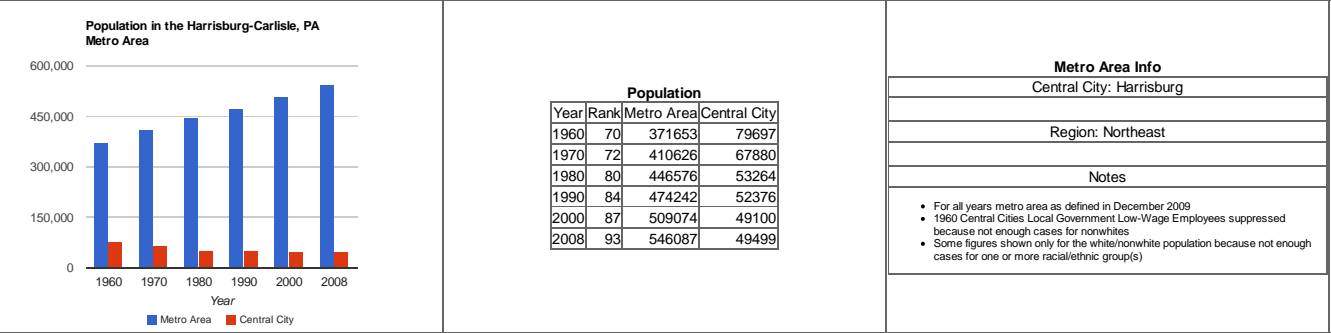 Population in the Harrisburg-Carlisle, PA
Metro Area
600,000
450,000
300,000
150,000
0
1960 1970 1980 1990 2000 2008
Year
Metro Area Central City
Population
Year Rank Metro Area Central City
1960 70 371653 79697
1970 72 410626 67880
1980 80 446576 53264
1990 84 474242 52376
2000 87 509074 49100
2008 93 546087 49499
Metro Area Info
Central City: Harrisburg
Region: Northeast
Notes
• For all years metro area as defined in December 2009
• 1960 Central Cities Local Government Low-Wage Employees suppressed
because not enough cases for nonwhites
• Some figures shown only for the white/nonwhite population because not enough
cases for one or more racial/ethnic group(s)